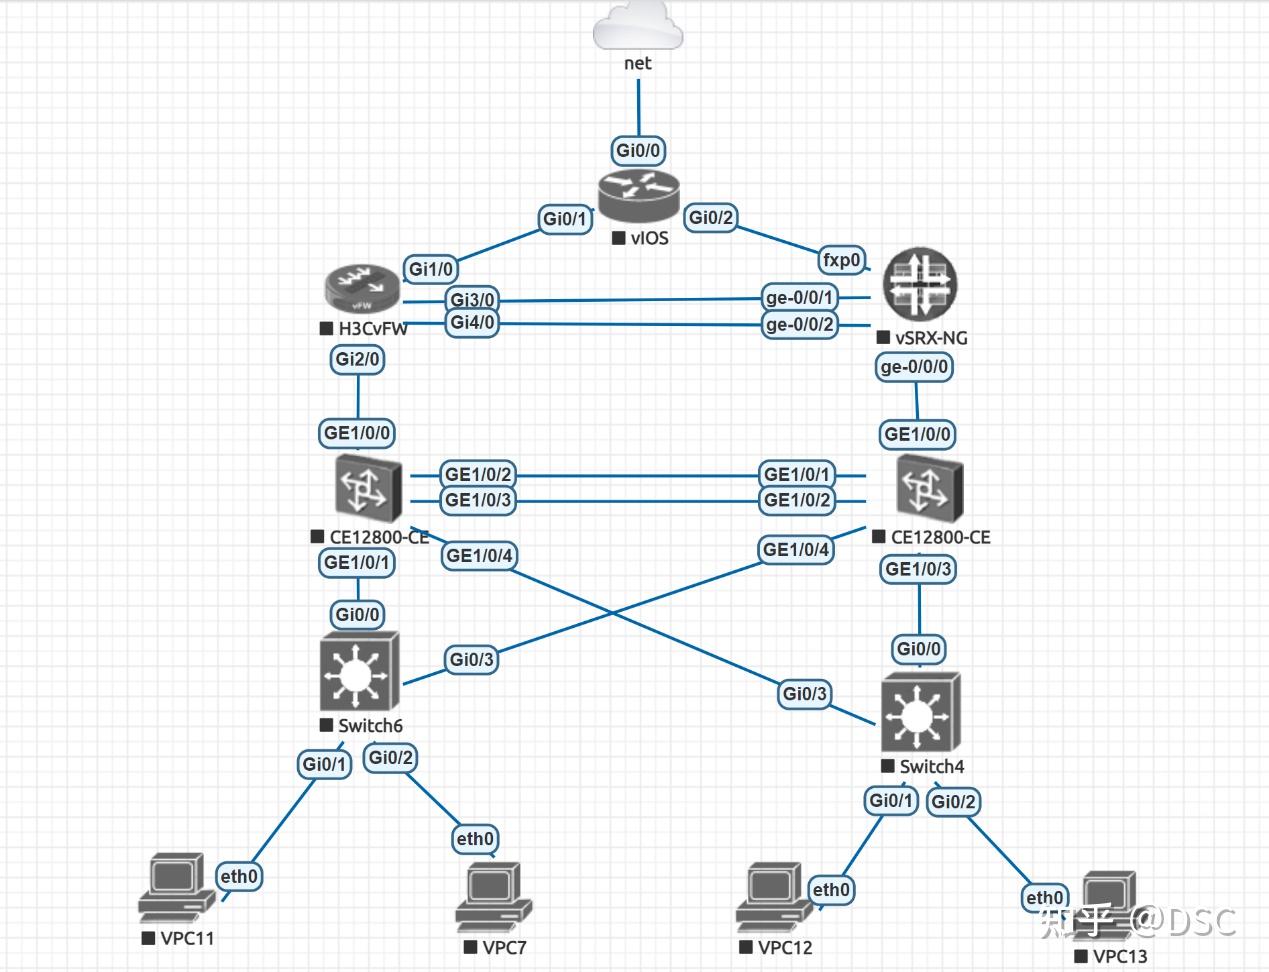 net
Gi0/0
vIOS
Gi0/1
Gi0/2
Gi1/0
fxp0
vFW
H3CvFW
Gi3/0
ge-0/0/1
Gi4/0
ge-0/0/2
vSRX-NG
Gi2/0
ge-0/0/0
GE1/0/0
GE1/0/0
GE1/0/2
GE1/0/1
GE1/0/3
GE1/0/2
CE12800-CE
CE12800-CE
GE1/0/4
GE1/0/4
GE1/0/1
GE1/0/3
Gi0/0
Gi0/0
Gi0/3
Gi0/3
Switch6
Switch4
Gi0/1
Gi0/2
Gi0/1
Gi0/2
eth0
eth0
eth0
eth0
VPC11
VPC7
VPC12
VPC13
知乎 @DSC